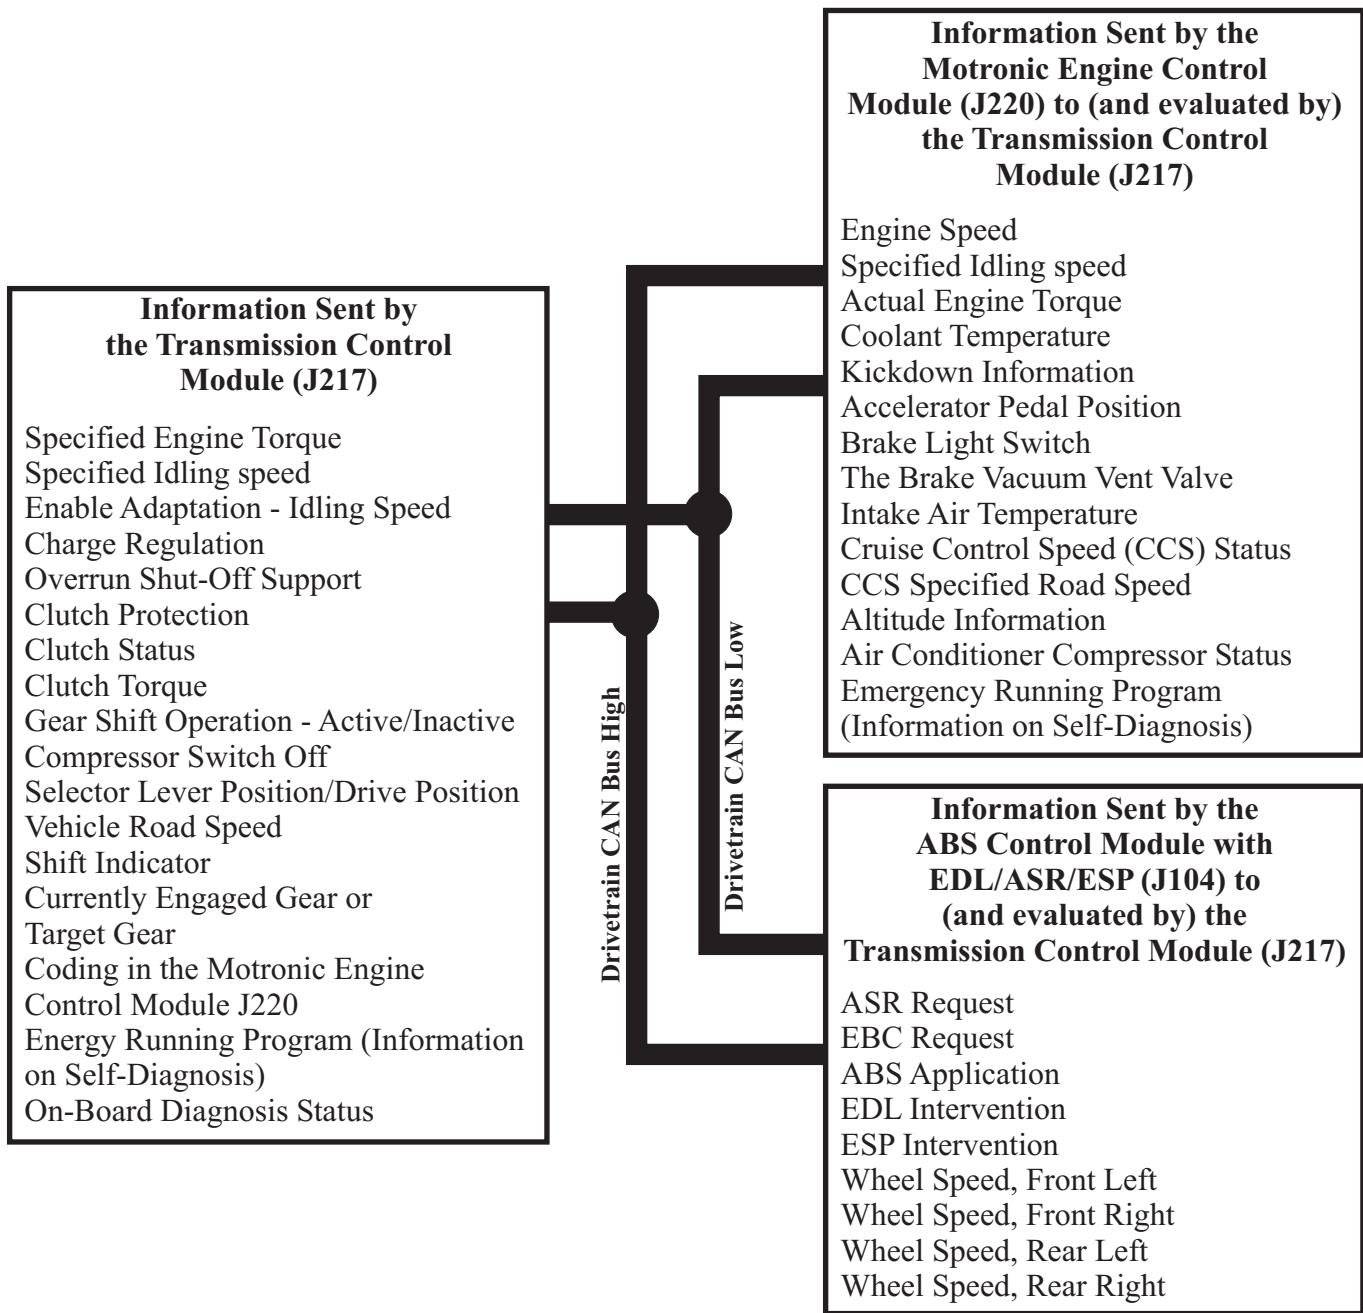 Information Sent by
the Transmission Control
Module (J217)
Specified Engine Torque
Specified Idling speed
Enable Adaptation - Idling Speed
Charge Regulation
Overrun Shut-Off Support
Clutch Protection
Clutch Status
Clutch Torque
Gear Shift Operation - Active/Inactive
Compressor Switch Off
Selector Lever Position/Drive Position
Vehicle Road Speed
Shift Indicator
Currently Engaged Gear or
Target Gear
Coding in the Motronic Engine
Control Module J220
Energy Running Program (Information
on Self-Diagnosis)
On-Board Diagnosis Status
Drivetrain CAN Bus High
Drivetrain CAN Bus Low
Information Sent by the
Motronic Engine Control
Module (J220) to (and evaluated by)
the Transmission Control
Module (J217)
Engine Speed
Specified Idling speed
Actual Engine Torque
Coolant Temperature
Kickdown Information
Accelerator Pedal Position
Brake Light Switch
The Brake Vacuum Vent Valve
Intake Air Temperature
Cruise Control Speed (CCS) Status
CCS Specified Road Speed
Altitude Information
Air Conditioner Compressor Status
Emergency Running Program
(Information on Self-Diagnosis)
Information Sent by the
ABS Control Module with
EDL/ASR/ESP (J104) to
(and evaluated by) the
Transmission Control Module (J217)
ASR Request
EBC Request
ABS Application
EDL Intervention
ESP Intervention
Wheel Speed, Front Left
Wheel Speed, Front Right
Wheel Speed, Rear Left
Wheel Speed, Rear Right